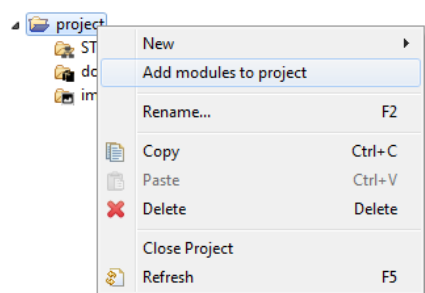 project
ST
New
do
Add modules to project
im
Rename... F2
Copy Ctrl+C
Paste Ctrl+V
Delete Delete
Close Project
Refresh F5